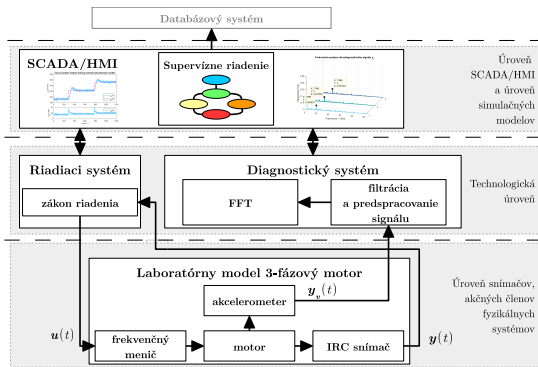 Databázový systém
SCADA/HMI
Supervízne riadenie
Úroveň
SCADA/HMI
a úroveň
simulačných
modelov
Riadiaci systém
zákon riadenia
Diagnostický systém
FFT
filtrácia
a predspracovanie
signálu
Technologická
úroveň
Laboratórny model 3-fázový motor
akcelerometer
y_v(t)
frekvenčný
menič
motor
IRC snímač
u(t)
y(t)
Úroveň snímačov,
akčných členov
fyzikálnych
systémov